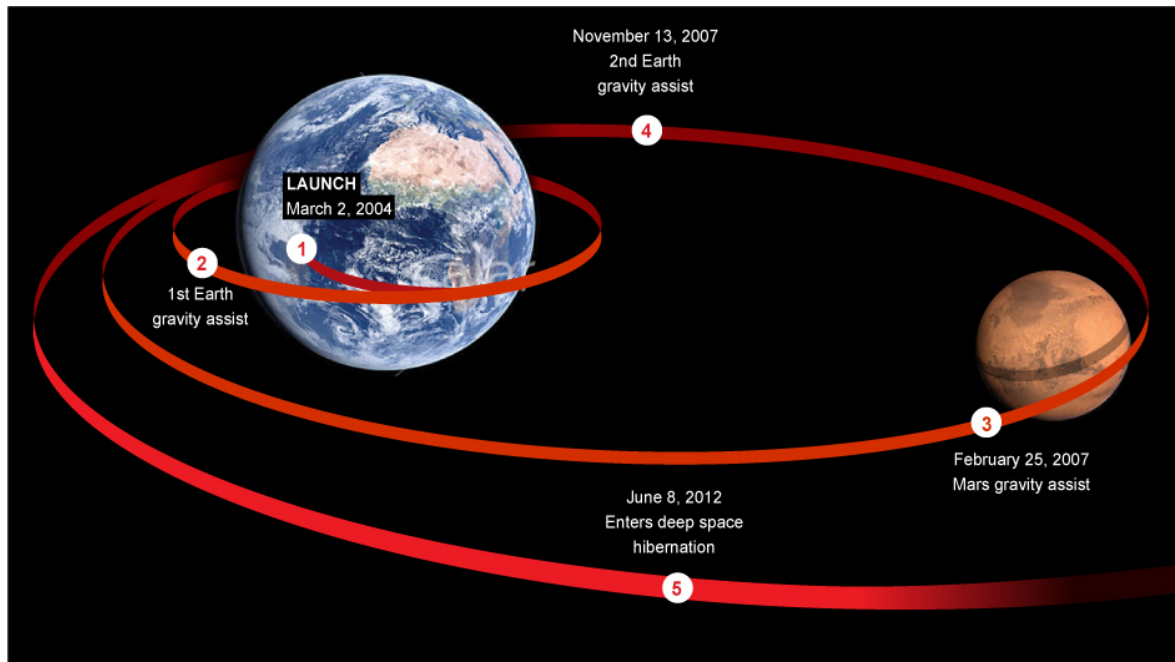 November 13, 2007
2nd Earth
gravity assist
4
LAUNCH
March 2, 2004
1
2
1st Earth
gravity assist
3
February 25, 2007
Mars gravity assist
June 8, 2012
Enters deep space
hibernation
5